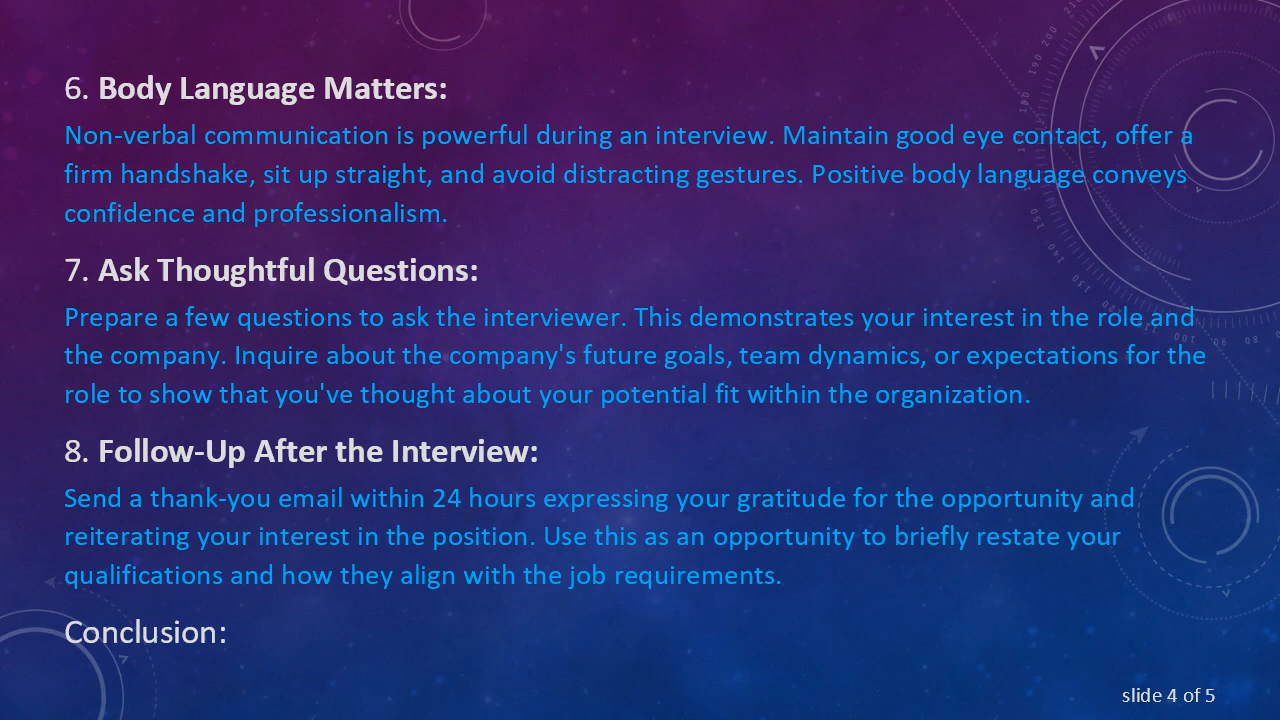 6. Body Language Matters:
Non-verbal communication is powerful during an interview. Maintain good eye contact, offer a
firm handshake, sit up straight, and avoid distracting gestures. Positive body language conveys
confidence and professionalism.
7. Ask Thoughtful Questions:
Prepare a few questions to ask the interviewer. This demonstrates your interest in the role and
the company. Inquire about the company's future goals, team dynamics, or expectations for the
role to show that you've thought about your potential fit within the organization.
8. Follow-Up After the Interview:
Send a thank-you email within 24 hours expressing your gratitude for the opportunity and
reiterating your interest in the position. Use this as an opportunity to briefly restate your
qualifications and how they align with the job requirements.
Conclusion:
slide 4 of 5